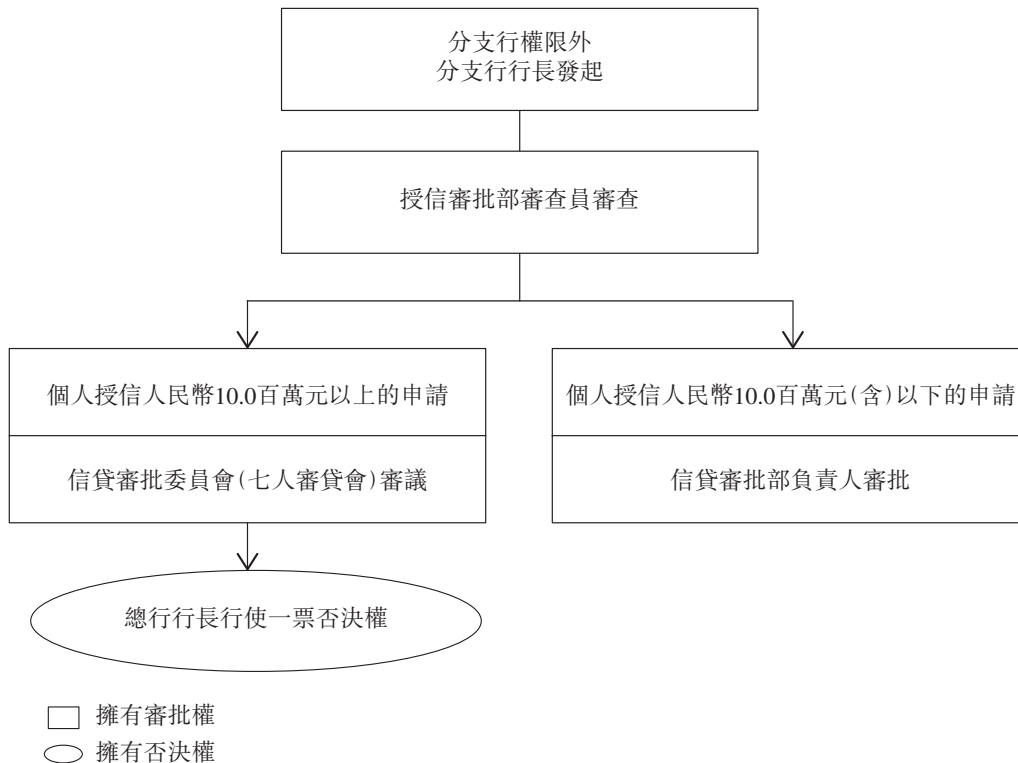 分支行權限外
分支行行長發起
授信審批部審查員審查
個人授信人民幣10.0百萬元以上的申請
個人授信人民幣10.0百萬元(含)以下的申請
信貸審批委員會(七人審貸會)審議
信貸審批部負責人審批
總行行長行使一票否決權
擁有審批權
擁有否決權